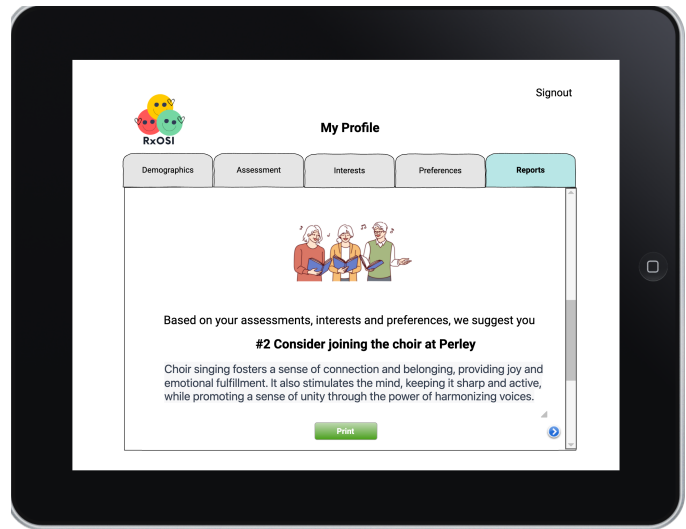 Signout
RxOSI
My Profile
Demographics
Assessment
Interests
Preferences
Reports
Based on your assessments, interests and preferences, we suggest you
#2 Consider joining the choir at Perley
Choir singing fosters a sense of connection and belonging, providing joy and
emotional fulfillment. It also stimulates the mind, keeping it sharp and active,
while promoting a sense of unity through the power of harmonizing voices.
Print